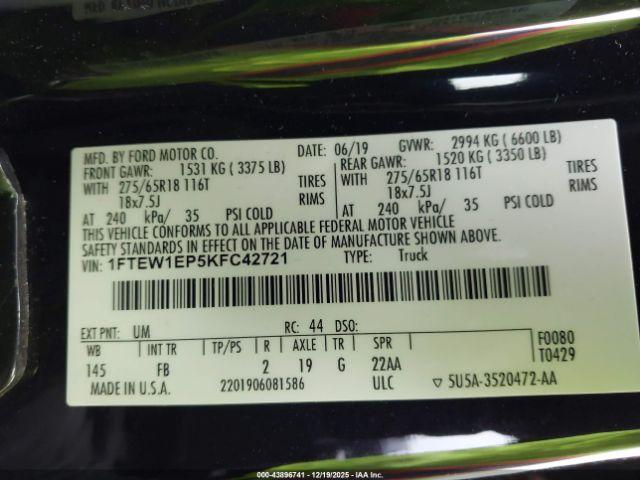 MFD. BY FORD MOTOR CO.
DATE: 06/19 GVWR: 2994 KG (6600 LB)
FRONT GAWR: 1531 KG (3375 LB) REAR GAWR: 1520 KG (3350 LB)
WITH 275/65R18 116T TIRES WITH 275/65R18 116T TIRES
18x7.5J RIMS 18x7.5J RIMS
AT 240 kPa/ 35 PSI COLD AT 240 kPa/ 35 PSI COLD
THIS VEHICLE CONFORMS TO ALL APPLICABLE FEDERAL MOTOR VEHICLE
SAFETY STANDARDS IN EFFECT ON THE DATE OF MANUFACTURE SHOWN ABOVE.
VIN: 1FTEW1EP5KFC42721 TYPE: Truck
EXT PNT: UM RC: 44 DSO: F0080
WB INT TR TP/PS R AXLE TR SPR T0429
145 FB 2 19 G 22AA
MADE IN U.S.A. 2201906081586 ULC ▽ 5U5A-3520472-AA
000-43896741 - 12/19/2025 - IAA Inc.